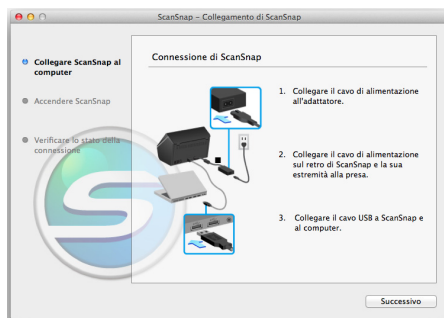 ScanSnap – Collegamento di ScanSnap
Collegare ScanSnap al
computer
Accendere ScanSnap
Verificare lo stato della
connessione
Connessione di ScanSnap
1. Collegare il cavo di alimentazione
all'adattatore.
2. Collegare il cavo di alimentazione
sul retro di ScanSnap e la sua
estremità alla presa.
3. Collegare il cavo USB a ScanSnap e
al computer.
Successivo